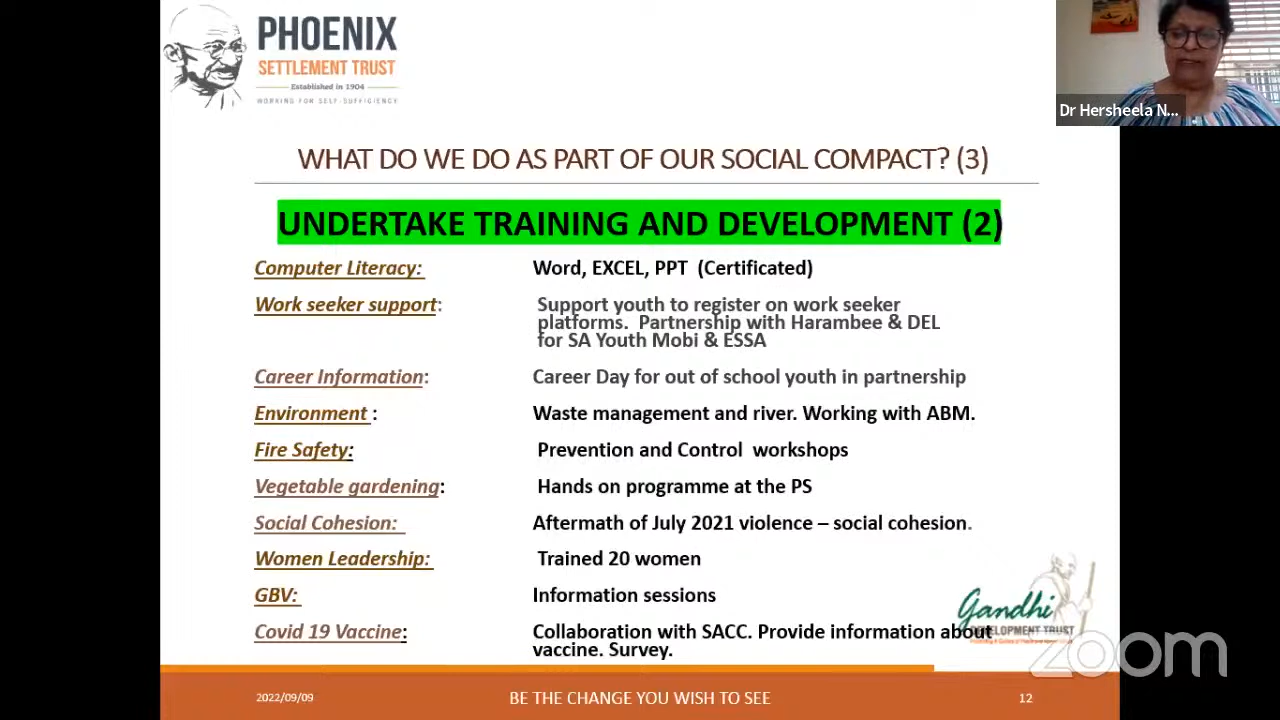 PHOENIX
SETTLEMENT TRUST
Established in 1904
WORKING FOR SELF-SUFFICIENCY
Dr Hersheela N...
WHAT DO WE DO AS PART OF OUR SOCIAL COMPACT? (3)
UNDERTAKE TRAINING AND DEVELOPMENT (2)
Computer Literacy: Word, EXCEL, PPT (Certificated)
Work seeker support: Support youth to register on work seeker
platforms. Partnership with Harambee & DEL
for SA Youth Mobi & ESSA
Career Information: Career Day for out of school youth in partnership
Environment : Waste management and river. Working with ABM.
Fire Safety: Prevention and Control workshops
Vegetable gardening: Hands on programme at the PS
Social Cohesion: Aftermath of July 2021 violence – social cohesion.
Women Leadership: Trained 20 women
GBV: Information sessions
Covid 19 Vaccine: Collaboration with SACC. Provide information about
vaccine. Survey.
Gandhi
DEVELOPMENT TRUST
zoom
2022/09/09 BE THE CHANGE YOU WISH TO SEE 12